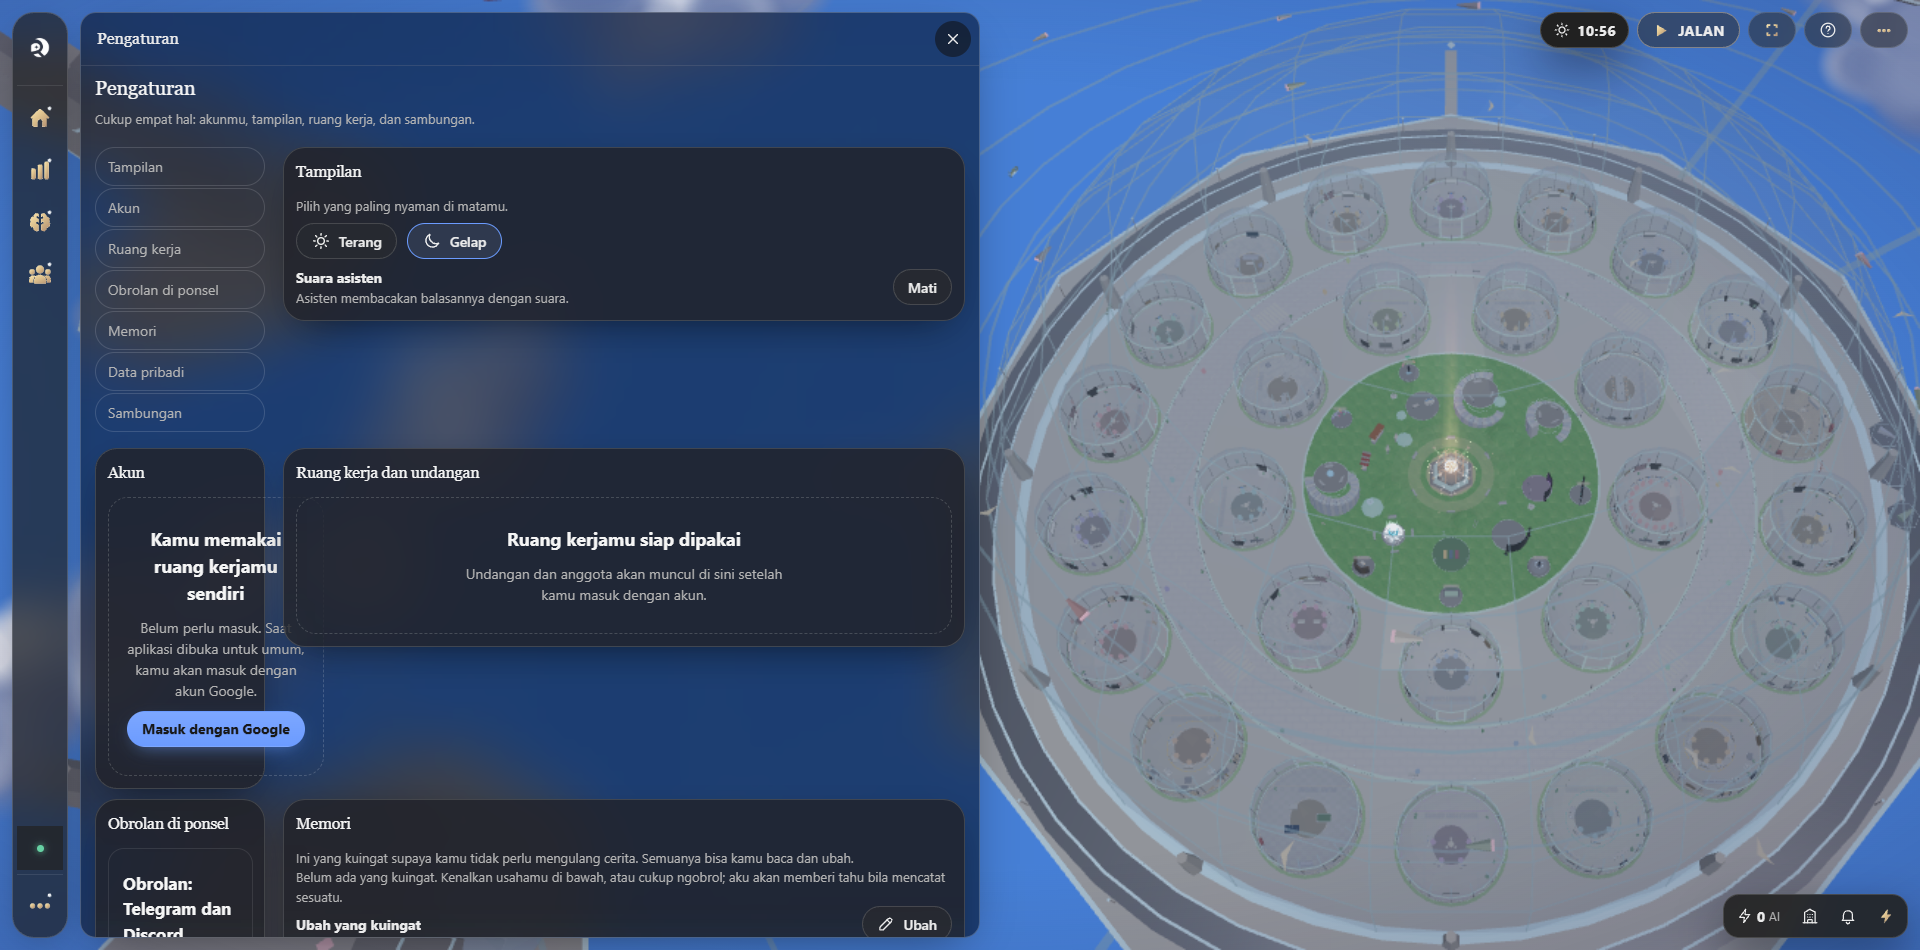 Pengaturan
Pengaturan
Cukup empat hal: akunmu, tampilan, ruang kerja, dan sambungan.
Tampilan
Akun
Ruang kerja
Obrolan di ponsel
Memori
Data pribadi
Sambungan
Tampilan
Pilih yang paling nyaman di matamu.
Terang
Gelap
Suara asisten
Asisten membacakan balasannya dengan suara.
Mati
Akun
Kamu memakai
ruang kerjamu
sendiri
Belum perlu masuk. Saat
aplikasi dibuka untuk umum,
kamu akan masuk dengan
akun Google.
Masuk dengan Google
Ruang kerja dan undangan
Ruang kerjamu siap dipakai
Undangan dan anggota akan muncul di sini setelah
kamu masuk dengan akun.
Obrolan di ponsel
Obrolan:
Telegram dan
Discord
Memori
Ini yang kuingat supaya kamu tidak perlu mengulang cerita. Semuanya bisa kamu baca dan ubah.
Belum ada yang kuingat. Kenalkan usahamu di bawah, atau cukup ngobrol; aku akan memberi tahu bila mencatat
sesuatu.
Ubah yang kuingat
Ubah
10:56
JALAN
0 AI